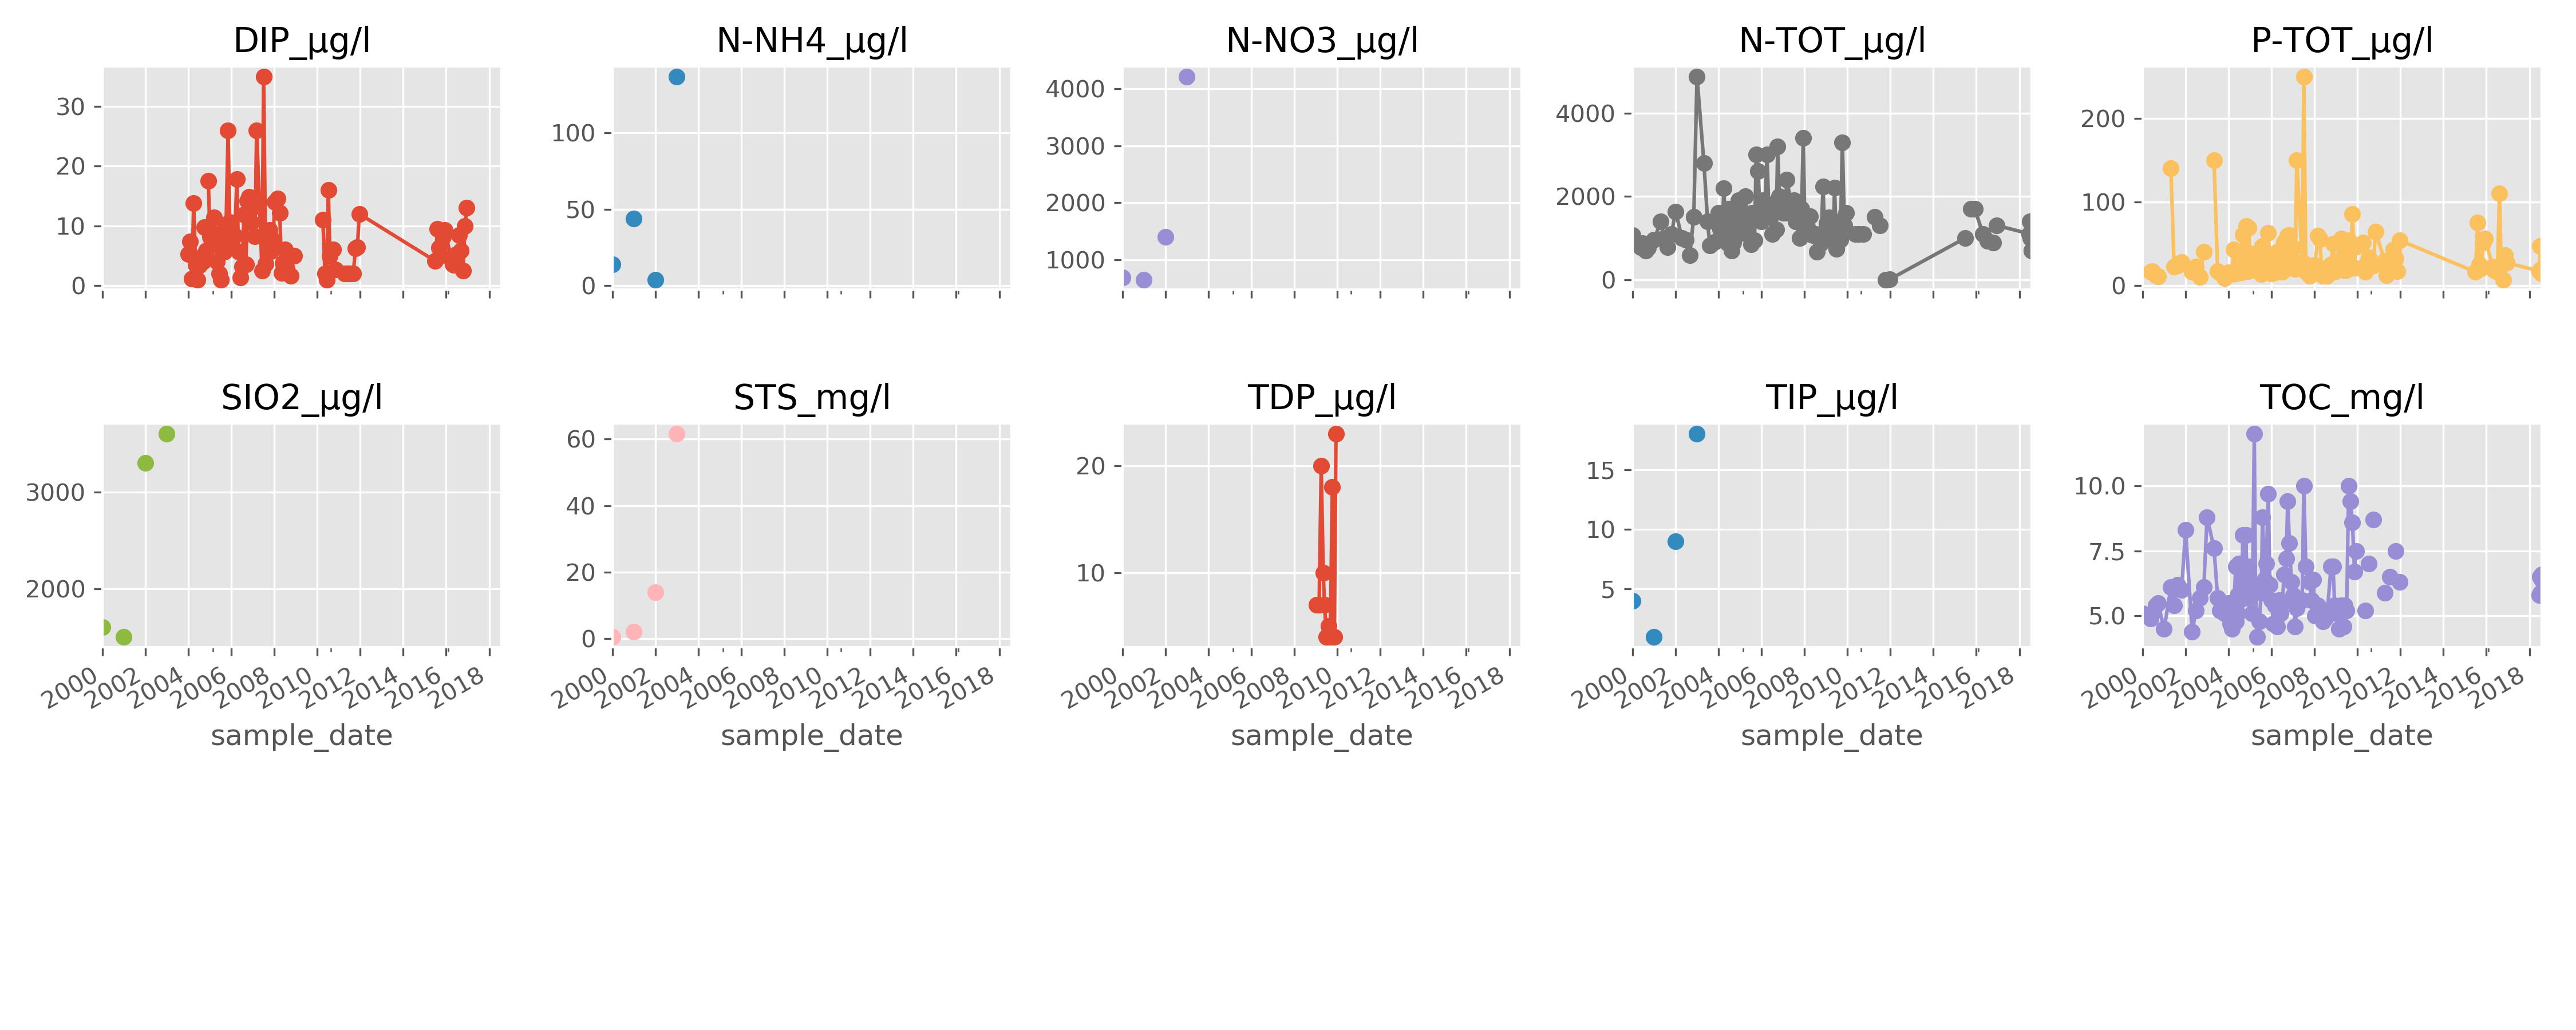 DIP_µg/l N-NH4_µg/l N-NO3_µg/l N-TOT_µg/l P-TOT_µg/l
30 20 10 0
100 50 0
4000 3000 2000 1000
4000 2000 0
200 100 0
SIO2_µg/l STS_mg/l TDP_µg/l TIP_µg/l TOC_mg/l
3000 2000
60 40 20 0
20 10
15 10 5
10.0 7.5 5.0
2000 2002 2004 2006 2008 2010 2012 2014 2016 2018
2000 2002 2004 2006 2008 2010 2012 2014 2016 2018
2000 2002 2004 2006 2008 2010 2012 2014 2016 2018
2000 2002 2004 2006 2008 2010 2012 2014 2016 2018
2000 2002 2004 2006 2008 2010 2012 2014 2016 2018
sample_date sample_date sample_date sample_date sample_date